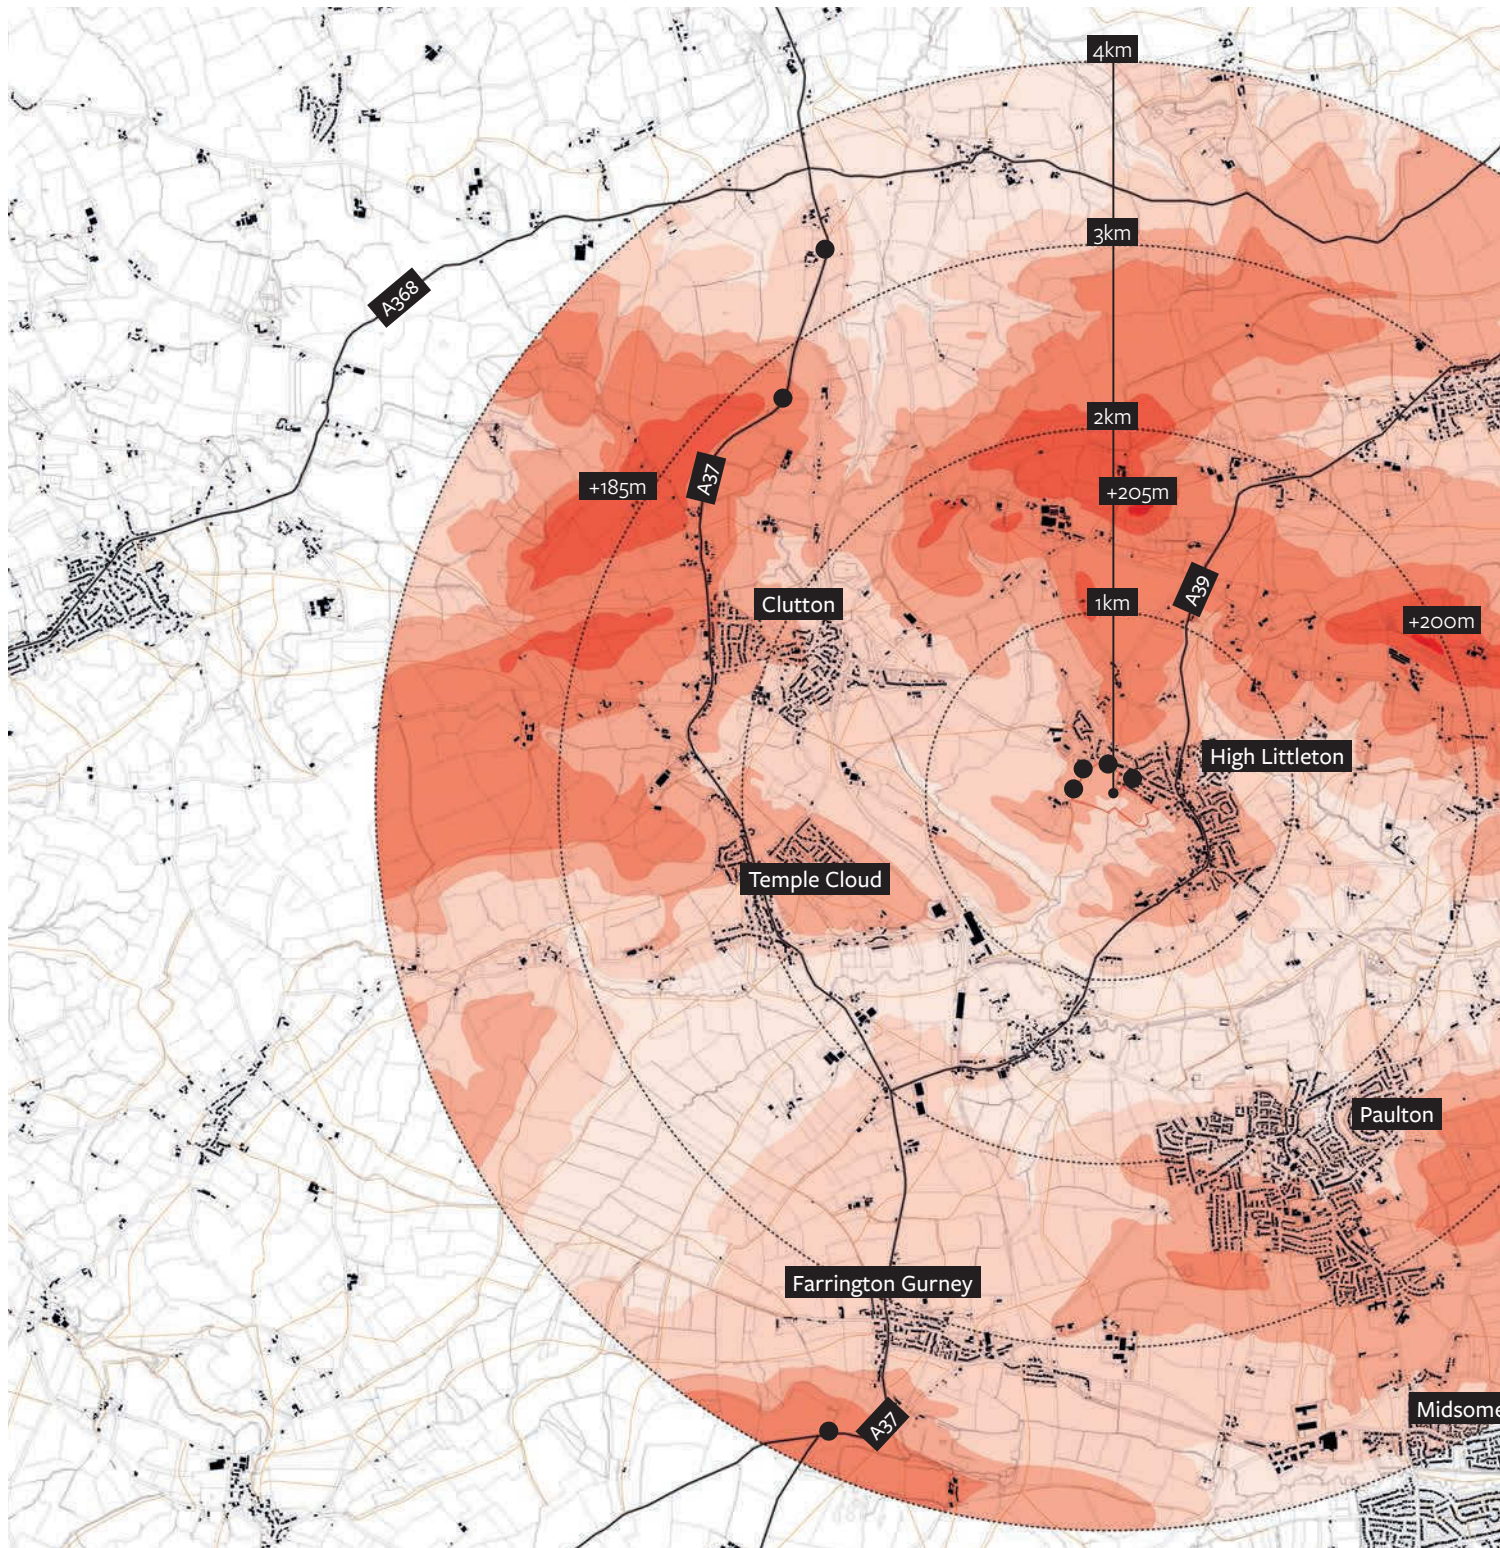 4km
3km
A368
2km
+185m
A37
+205m
1km
Clutton
A39
+200m
High Littleton
Temple Cloud
Paulton
Farrington Gurney
A37
Midsome